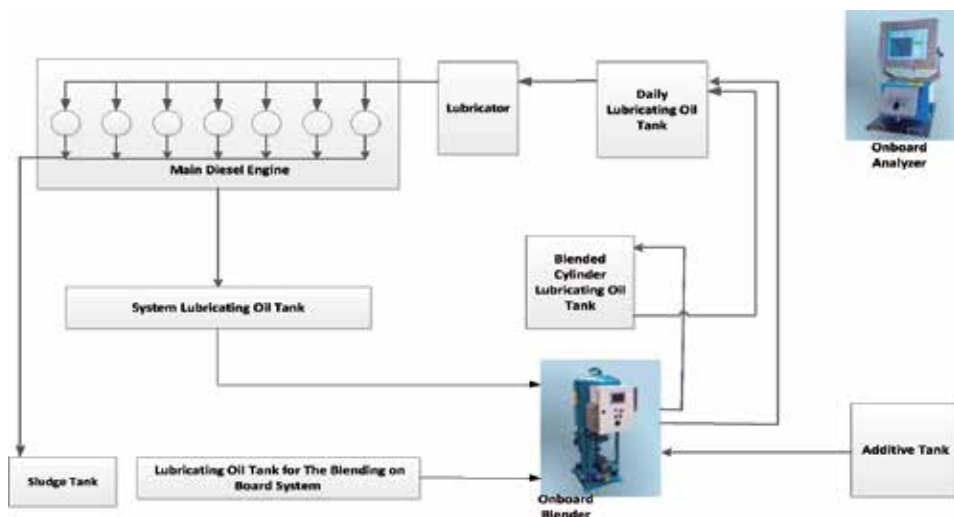 Main Diesel Engine
Lubricator
Daily
Lubricating Oil
Tank
Onboard
Analyzer
Blended
Cylinder
Lubricating Oil
Tank
System Lubricating Oil Tank
Sludge Tank
Lubricating Oil Tank for The Blending on
Board System
Onboard
Blender
Additive Tank